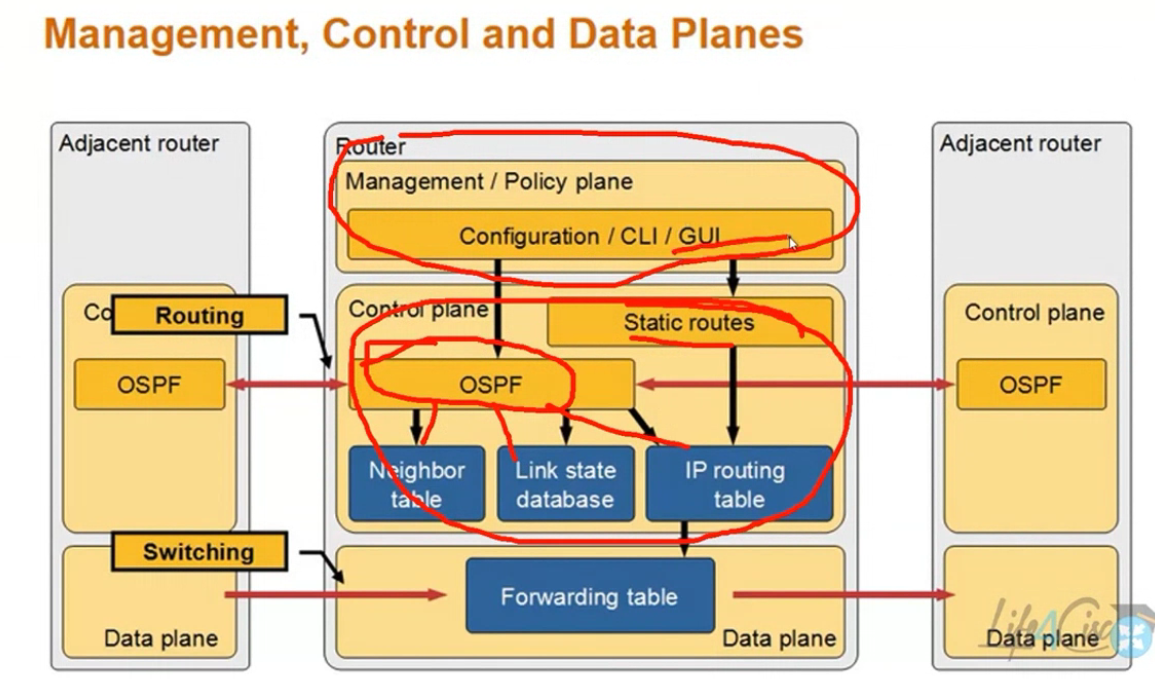 Management, Control and Data Planes
Adjacent router
Router
Adjacent router
Management / Policy plane
Configuration / CLI / GUI
Co
Routing
Control plane
Static routes
Control plane
OSPF
OSPF
OSPF
Neighbor
table
Link state
database
IP routing
table
Switching
Forwarding table
Data plane
Data plane
Data plane
Life4Cisc